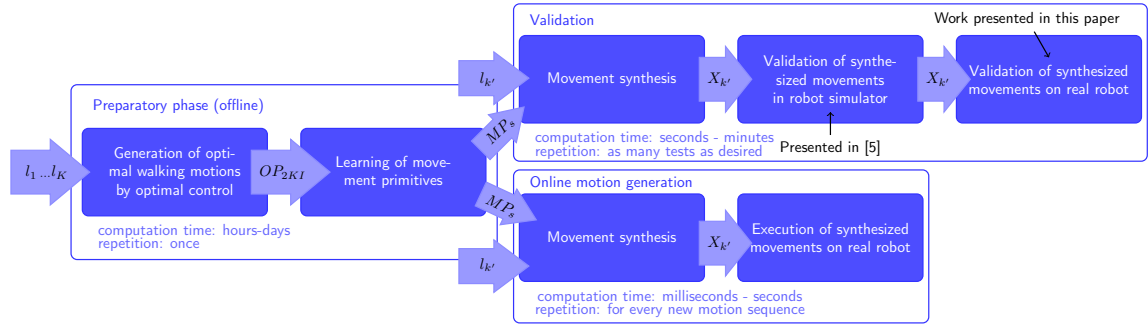 Work presented in this paper
Validation
Movement synthesis
Validation of synthe-
sized movements
in robot simulator
Validation of synthesized
movements on real robot
l_{k'}
X_{k'}
X_{k'}
computation time: seconds - minutes
repetition: as many tests as desired
Presented in [5]
Preparatory phase (offline)
l_1 ...l_K
Generation of opti-
mal walking motions
by optimal control
OP_{2KI}
Learning of move-
ment primitives
MP_s
MP_s
computation time: hours-days
repetition: once
Online motion generation
l_{k'}
Movement synthesis
X_{k'}
Execution of synthesized
movements on real robot
computation time: milliseconds - seconds
repetition: for every new motion sequence